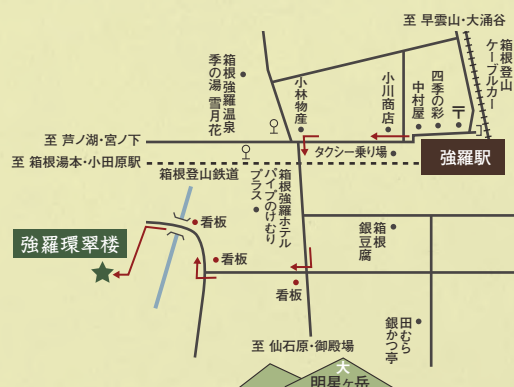 至 早雲山・大涌谷
箱根登山
ケーブルカー
箱根強羅温泉
季の湯 雪月花
小林物産
小川商店
中村屋
四季の彩
〒
至 芦ノ湖・宮ノ下
タクシー乗り場
強羅駅
至 箱根湯本・小田原駅
箱根登山鉄道
箱根強羅ホテル
パイプのけむり
プラス
看板
強羅環翠楼
看板
箱根
銀豆腐
看板
田むら
銀かつ亭
至 仙石原・御殿場
大
明星ヶ岳